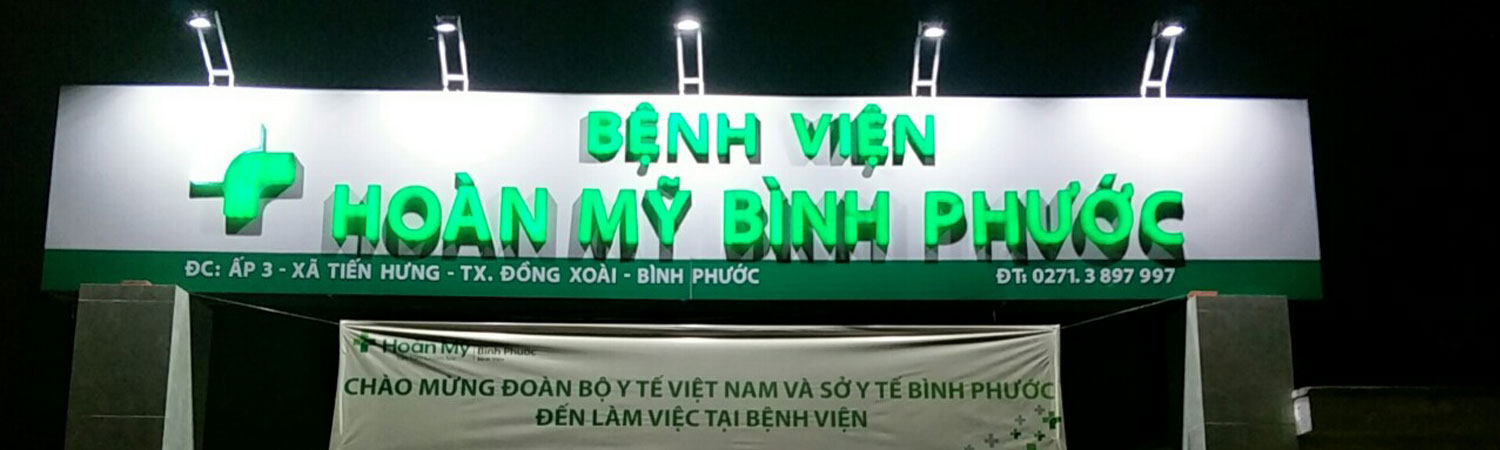 BỆNH VIỆN
HOÀN MỸ BÌNH PHƯỚC
ĐC: ẤP 3 - XÃ TIẾN HƯNG - TX. ĐỒNG XOÀI - BÌNH PHƯỚC
ĐT: 0271. 3 897 997
Hoàn Mỹ Bình Phước
CHÀO MỪNG ĐOÀN BỘ Y TẾ VIỆT NAM VÀ SỞ Y TẾ BÌNH PHƯỚC
ĐẾN LÀM VIỆC TẠI BỆNH VIỆN